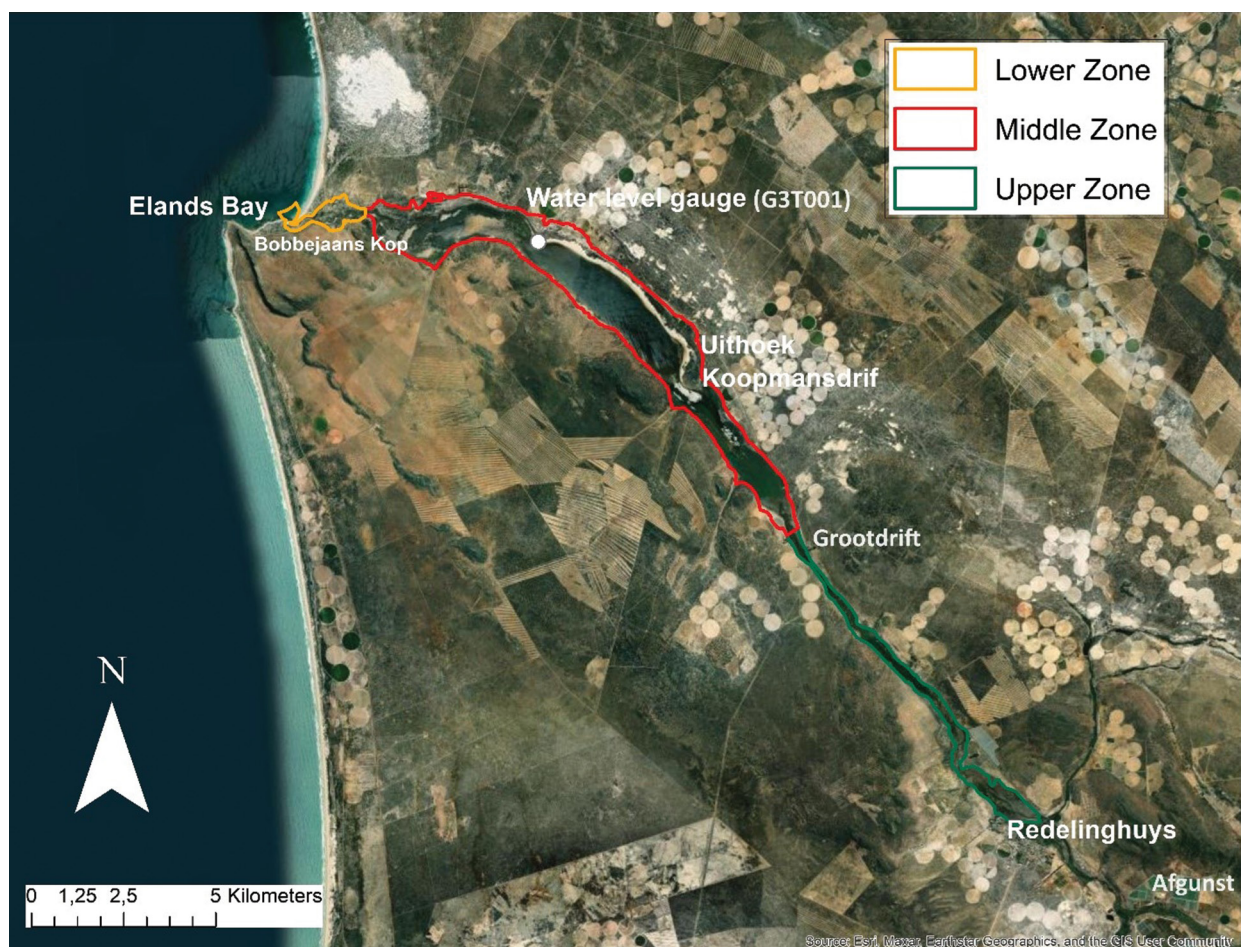 Lower Zone
Middle Zone
Upper Zone
Elands Bay
Bobbejaans Kop
Water level gauge (G3T001)
Uithoek
Koopmansdrif
Grootdrift
Redelinghuys
Afgunst
N
0 1,25 2,5 5 Kilometers
Source: Esri, Maxar, Earthstar Geographics, and the GIS User Community